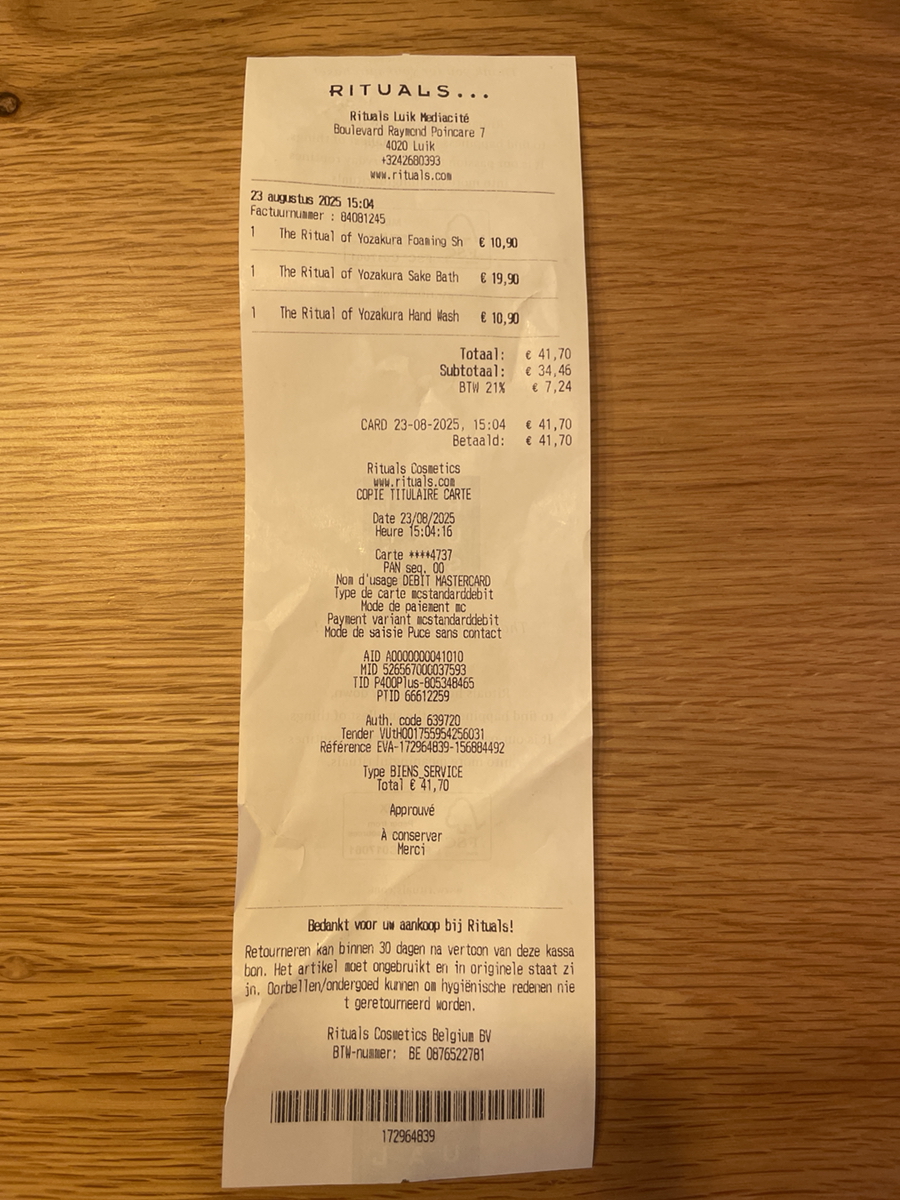 RITUALS...
Rituals Luik Mediacité
Boulevard Raymond Poincare 7
4020 Luik
+3242680393
www.rituals.com
23 augustus 2025 15:04
Factuurnummer : 84081245
1 The Ritual of Yozakura Foaming Sh € 10,90
1 The Ritual of Yozakura Sake Bath € 19,90
1 The Ritual of Yozakura Hand Wash € 10,90
Totaal: € 41,70
Subtotaal: € 34,46
BTW 21% € 7,24
CARD 23-08-2025, 15:04 € 41,70
Betaald: € 41,70
Rituals Cosmetics
www.rituals.com
COPIE TITULAIRE CARTE
Date 23/08/2025
Heure 15:04:16
Carte ****4737
PAN seq. 00
Nom d'usage DEBIT MASTERCARD
Type de carte mcstandarddebit
Mode de paiement mc
Payment variant mcstandarddebit
Mode de saisie Puce sans contact
AID A0000000041010
MID 526567000037593
TID P400Plus-805348465
PTID 66612259
Auth. code 639720
Tender VUtH001755954256031
Référence EVA-172964839-156884492
Type BIENS_SERVICE
Total € 41,70
Approuvé
À conserver
Merci
Bedankt voor uw aankoop bij Rituals!
Retourneren kan binnen 30 dagen na vertoon van deze kassa
bon. Het artikel moet ongebruikt en in originele staat zi
jn. Oorbellen/ondergoed kunnen om hygiënische redenen nie
t geretourneerd worden.
Rituals Cosmetics Belgium BV
BTW-nummer: BE 0876522781
172964839